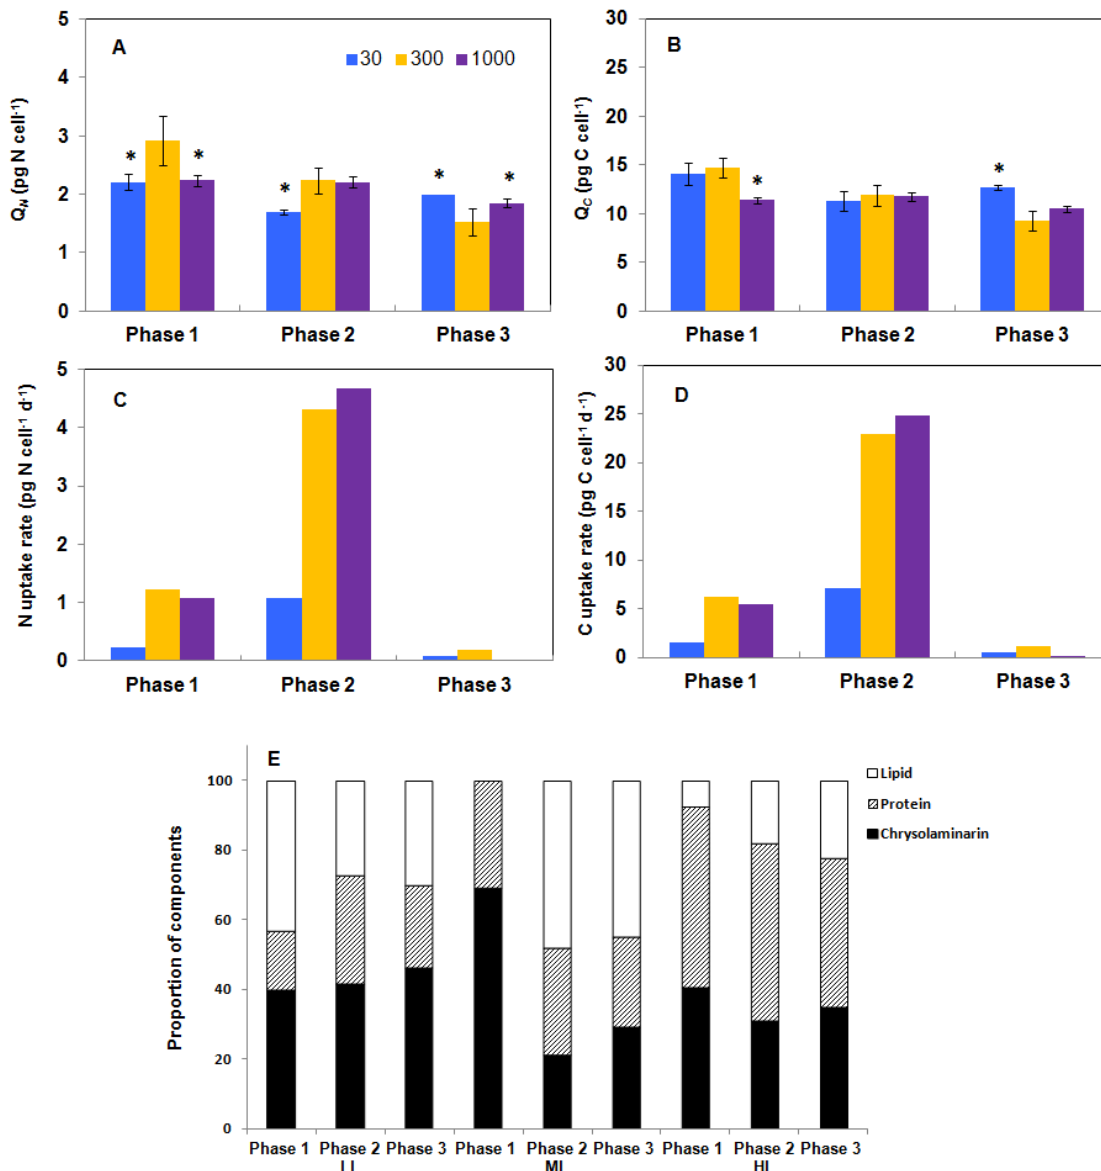 A
30 300 1000
Q_N (pg N cell⁻¹)
5
4
3
2
1
0
* * * * *
Phase 1 Phase 2 Phase 3
B
Q_C (pg C cell⁻¹)
30
25
20
15
10
5
0
* *
Phase 1 Phase 2 Phase 3
C
N uptake rate (pg N cell⁻¹ d⁻¹)
5
4
3
2
1
0
Phase 1 Phase 2 Phase 3
D
C uptake rate (pg C cell⁻¹ d⁻¹)
30
25
20
15
10
5
0
Phase 1 Phase 2 Phase 3
E
Proportion of components
100
80
60
40
20
0
Lipid
Protein
Chrysolaminarin
Phase 1 Phase 2 Phase 3 Phase 1 Phase 2 Phase 3 Phase 1 Phase 2 Phase 3
LL ML HL